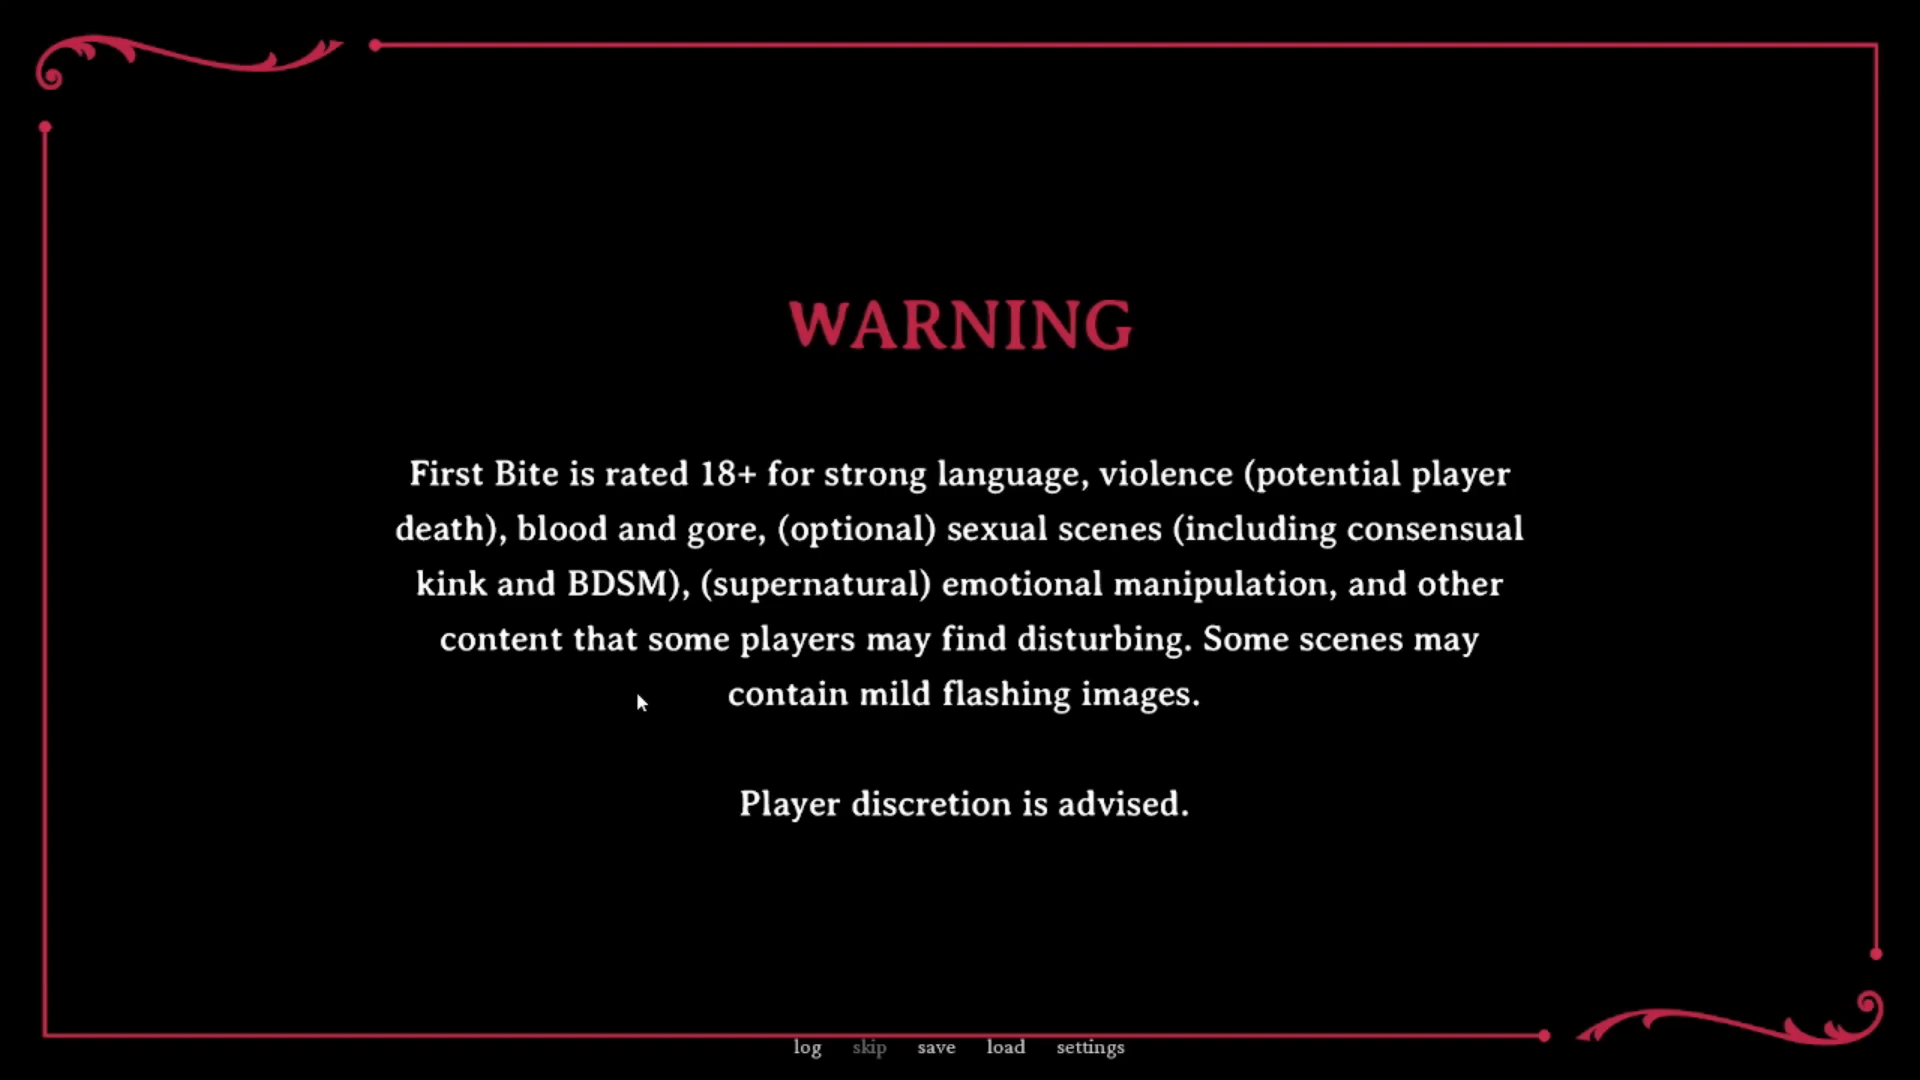 WARNING
First Bite is rated 18+ for strong language, violence (potential player
death), blood and gore, (optional) sexual scenes (including consensual
kink and BDSM), (supernatural) emotional manipulation, and other
content that some players may find disturbing. Some scenes may
contain mild flashing images.
Player discretion is advised.
log skip save load settings